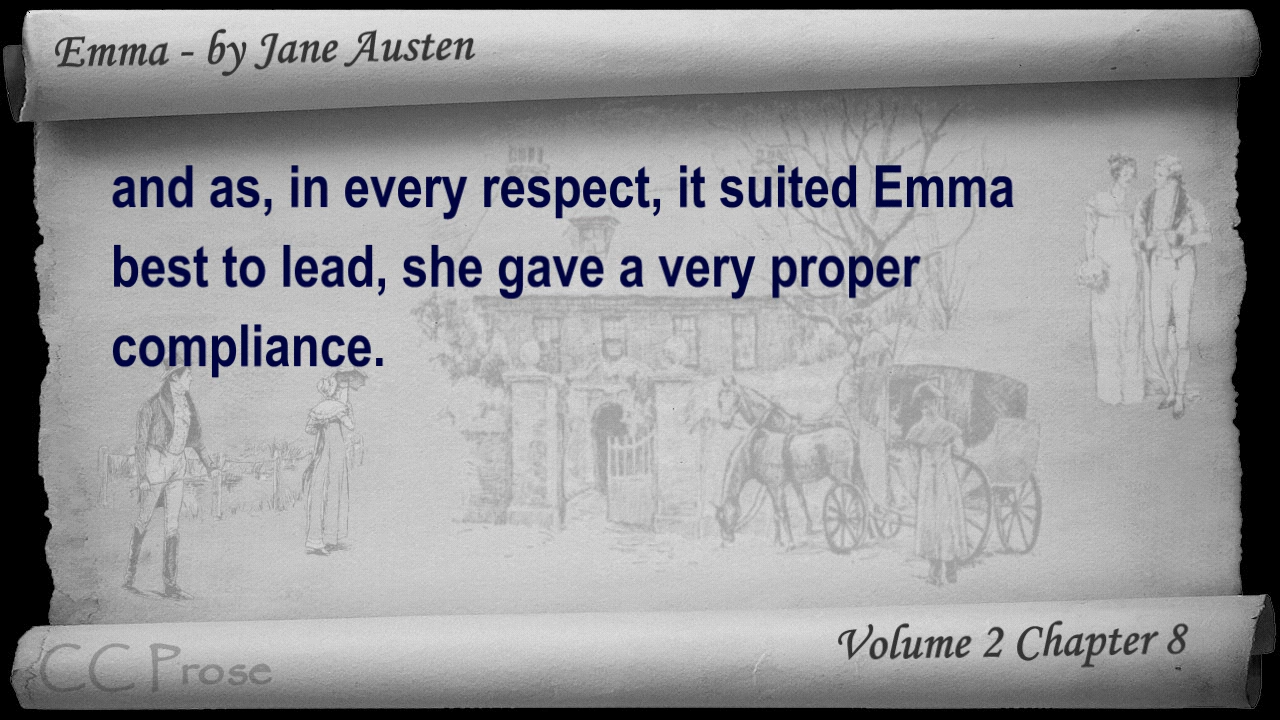 Emma - by Jane Austen
and as, in every respect, it suited Emma
best to lead, she gave a very proper
compliance.
Volume 2 Chapter 8
CC Prose